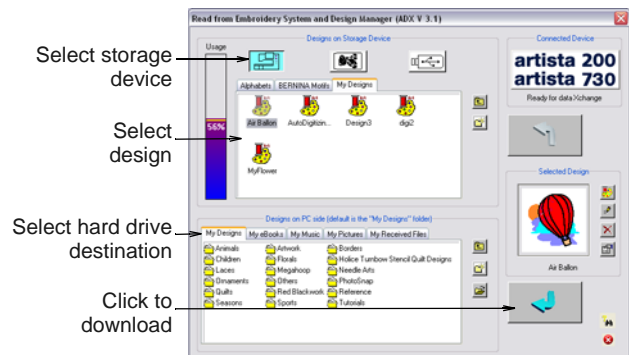 Read from Embroidery System and Design Manager (ADX V 3.1)
Select storage
device
Select
design
Select hard drive
destination
Click to
download
Usage
56%
Designs on Storage Device
Alphabets BERNINA Motifs My Designs
Air Ballon AutoDigitizin... Design3 digi2
MyFlower
Connected Device
artista 200
artista 730
Ready for data Xchange
Selected Design
Air Ballon
Designs on PC side (default is the "My Designs" folder)
My Designs My eBooks My Music My Pictures My Received Files
Animals Artwork Borders
Children Florals Holice Turnbow Stencil Quilt Designs
Laces Megahoop Needle Arts
Ornaments Others PhotoSnap
Quilts Red Blackwork Reference
Seasons Sports Tutorials